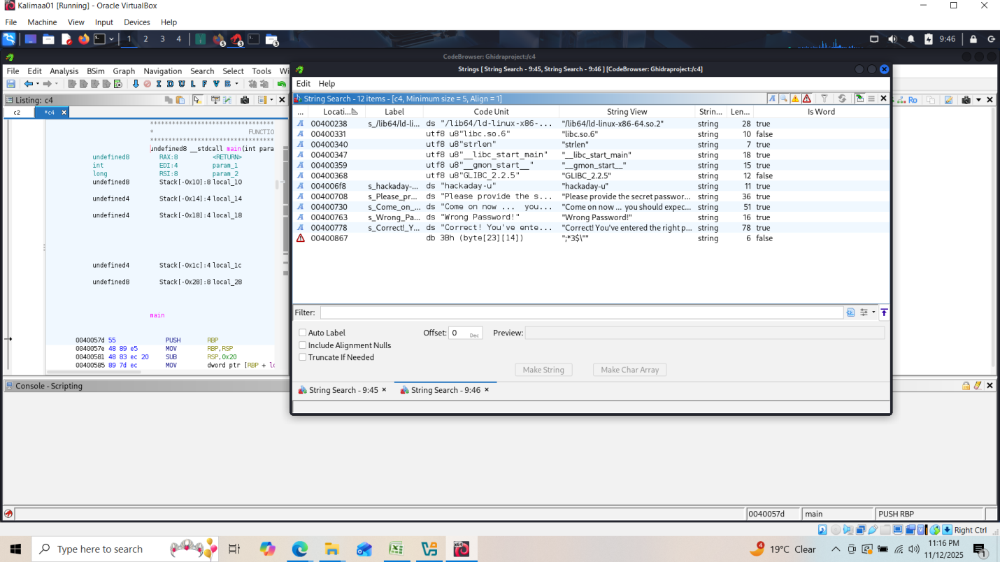 Kalimaa01 [Running] - Oracle VirtualBox
File Machine View Input Devices Help
1 2 3 4 5 3 3 9:46
CodeBrowser: Ghidraproject:/c4
File Edit Analysis BSim Graph Navigation Search Select Tools Wi
I D U L F V B
Listing: c4
c2 *c4
************************************
* FUNCTIO
************************************
undefined8 __stdcall main(int para
undefined8 RAX:8 <RETURN>
int EDI:4 param_1
long RSI:8 param_2
undefined8 Stack[-0x10]:8 local_10
undefined4 Stack[-0x14]:4 local_14
undefined4 Stack[-0x18]:4 local_18
undefined4 Stack[-0x1c]:4 local_1c
undefined8 Stack[-0x28]:8 local_28
main
0040057d 55 PUSH RBP
0040057e 48 89 e5 MOV RBP,RSP
00400581 48 83 ec 20 SUB RSP,0x20
00400585 89 7d ec MOV dword ptr [RBP + lo
Strings [ String Search - 9:45, String Search - 9:46 ] [CodeBrowser: Ghidraproject:/c4]
Edit Help
String Search - 12 items - [c4, Minimum size = 5, Align = 1]
... Locati... Label Code Unit String View Strin... Len... Is Word
00400238 s_/lib64/ld-li... ds "/lib64/ld-linux-x86-... "/lib64/ld-linux-x86-64.so.2" string 28 true
00400331 utf8 u8"libc.so.6" "libc.so.6" string 10 false
00400340 utf8 u8"strlen" "strlen" string 7 true
00400347 utf8 u8"__libc_start_main" "__libc_start_main" string 18 true
00400359 utf8 u8"__gmon_start__" "__gmon_start__" string 15 true
00400368 utf8 u8"GLIBC_2.2.5" "GLIBC_2.2.5" string 12 false
004006f8 s_hackaday-... ds "hackaday-u" "hackaday-u" string 11 true
00400708 s_Please_pr... ds "Please provide the s... "Please provide the secret passwor... string 36 true
00400730 s_Come_on_... ds "Come on now ... you... "Come on now ... you should expec... string 51 true
00400763 s_Wrong_Pa... ds "Wrong Password!" "Wrong Password!" string 16 true
00400778 s_Correct!_Y... ds "Correct! You've ente... "Correct! You've entered the right p... string 78 true
00400867 db 3Bh (byte[23][14]) ";*3$\"" string 6 false
Filter:
Auto Label Offset: 0 Dec Preview:
Include Alignment Nulls
Truncate If Needed
Make String Make Char Array
String Search - 9:45 × String Search - 9:46 ×
Ro
Console - Scripting
0040057d main PUSH RBP
Right Ctrl
Type here to search
4 19°C Clear
11:16 PM
11/12/2025
1